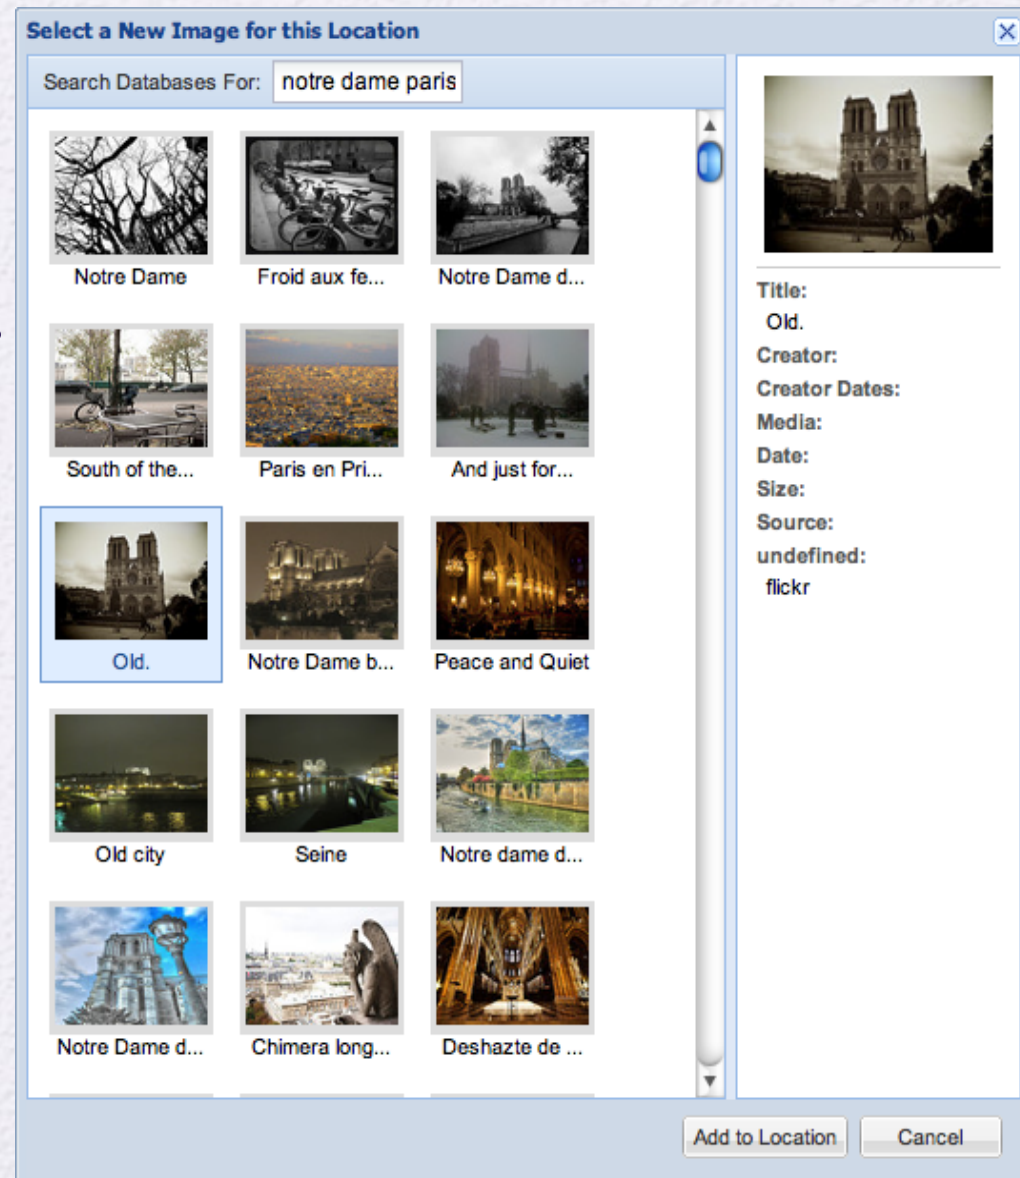 Select a New Image for this Location
Search Databases For: notre dame paris
Notre Dame
Froid aux fe...
Notre Dame d...
South of the...
Paris en Pri...
And just for...
Old.
Notre Dame b...
Peace and Quiet
Old city
Seine
Notre dame d...
Notre Dame d...
Chimera long...
Deshazte de ...
Title:
Old.
Creator:
Creator Dates:
Media:
Date:
Size:
Source:
undefined:
flickr
Add to Location
Cancel